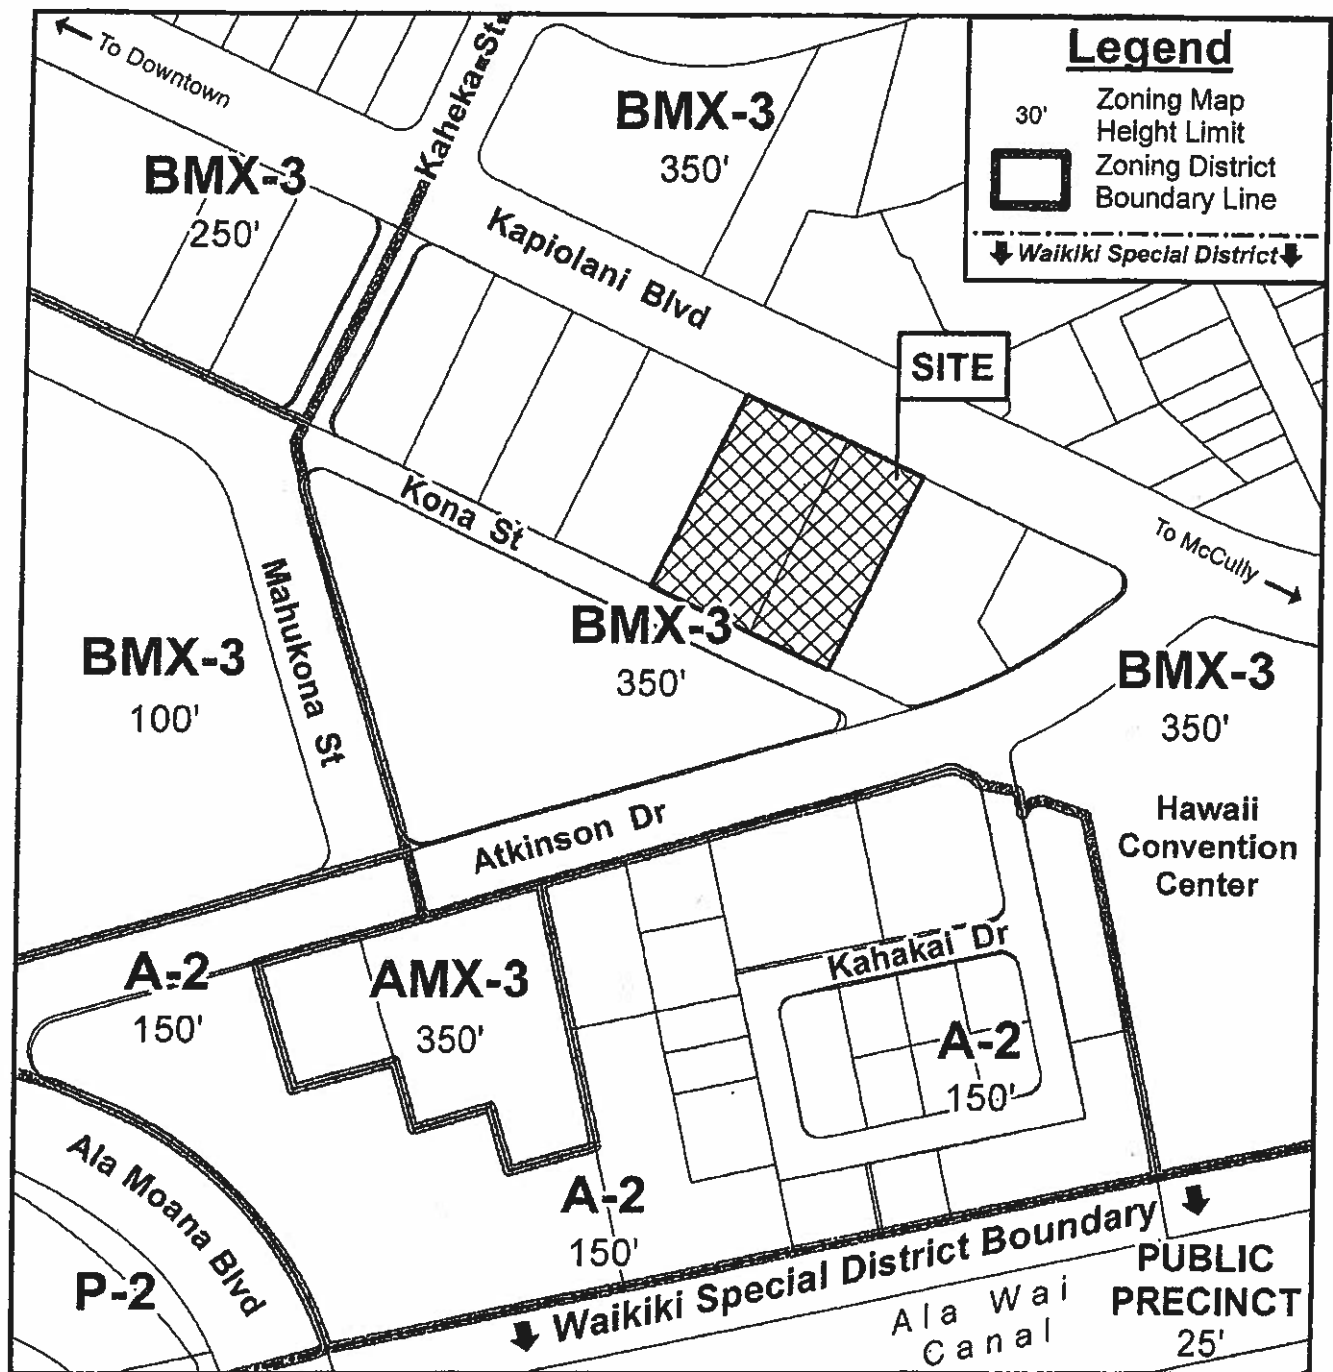 To Downtown
Kaheka St
BMX-3
350'
Legend
30'
Zoning Map
Height Limit
Zoning District
Boundary Line
Waikiki Special District
BMX-3
250'
Kapiolani Blvd
SITE
Kona St
To McCully
Mahukona St
BMX-3
350'
BMX-3
100'
BMX-3
350'
Hawaii
Convention
Center
Atkinson Dr
Kahakai Dr
A-2
150'
AMX-3
350'
A-2
150'
Ala Moana Blvd
A-2
150'
P-2
Waikiki Special District Boundary
PUBLIC
PRECINCT
25'
Ala Wai
Canal